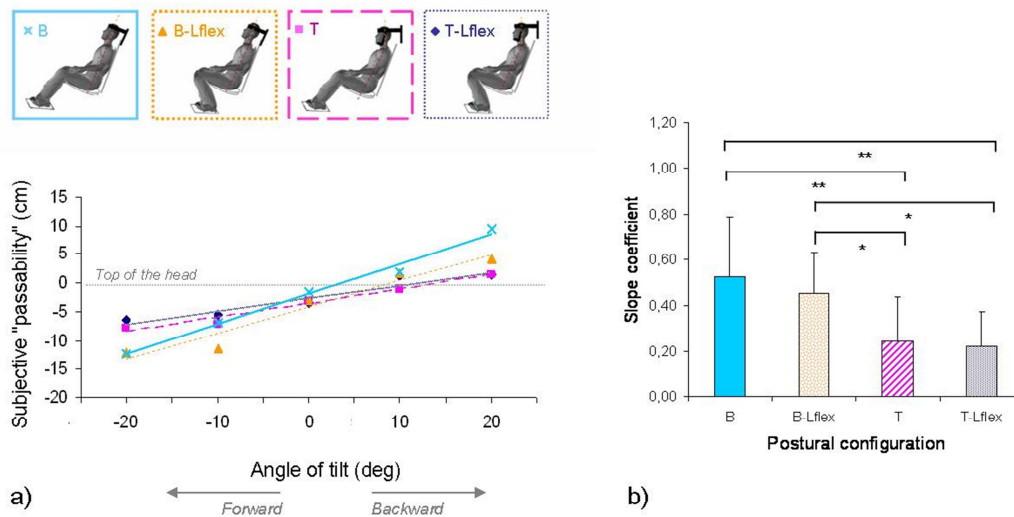 B
B-Lflex
T
T-Lflex
Subjective "passability" (cm)
15
10
5
0
-5
-10
-15
-20
Top of the head
-20
-10
0
10
20
Angle of tilt (deg)
Forward
Backward
a)
Slope coefficient
1,20
1,00
0,80
0,60
0,40
0,20
0,00
**
**
*
*
B
B-Lflex
T
T-Lflex
Postural configuration
b)